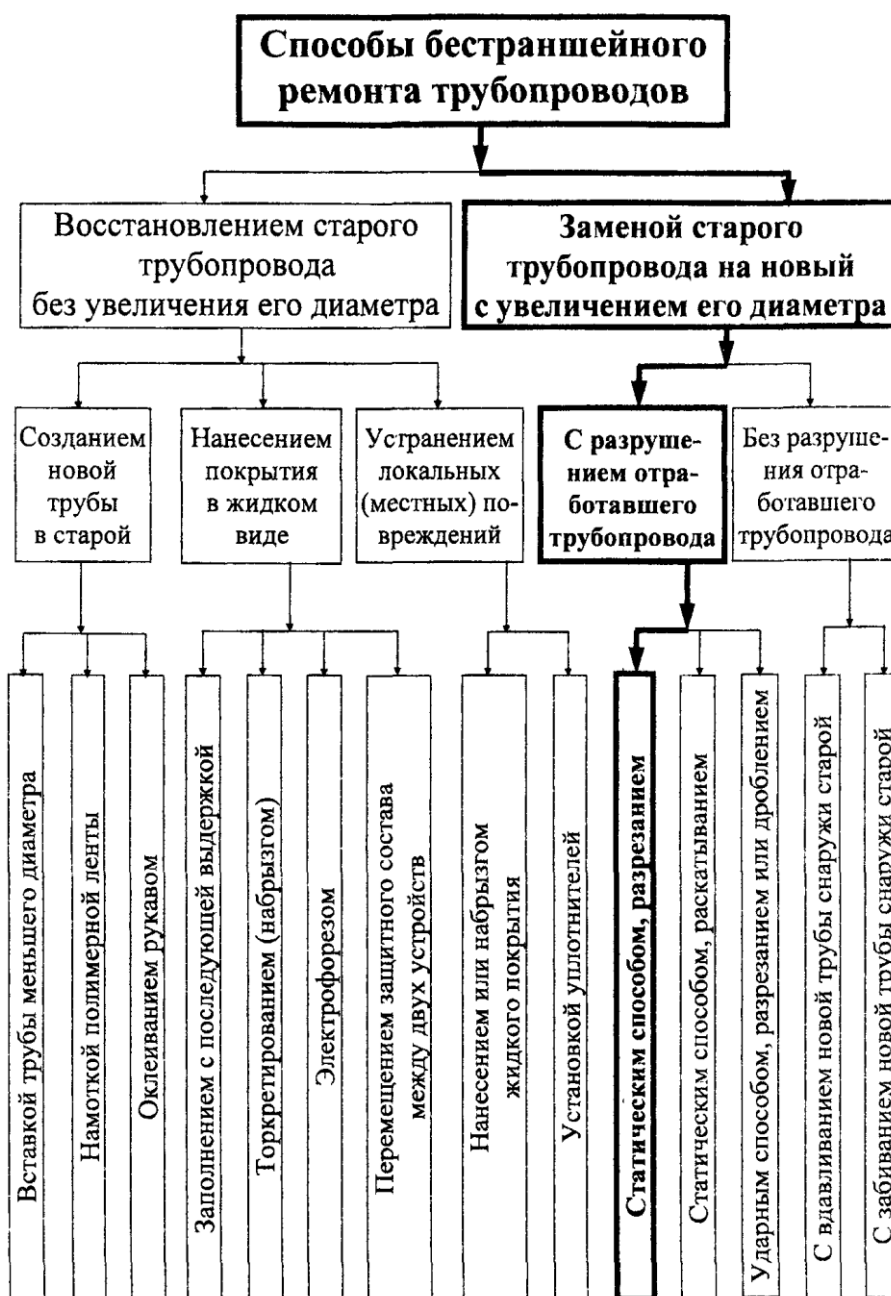 Способы бестраншейного
ремонта трубопроводов
Восстановлением старого
трубопровода
без увеличения его диаметра
Заменой старого
трубопровода на новый
с увеличением его диаметра
Созданием
новой
трубы
в старой
Нанесением
покрытия
в жидком
виде
Устранением
локальных
(местных) по-
вреждений
С разруше-
нием отра-
ботавшего
трубопровода
Без разруше-
ния отра-
ботавшего
трубопровода
Вставкой трубы меньшего диаметра
Намоткой полимерной ленты
Оклеиванием рукавом
Заполнением с последующей выдержкой
Торкретированием (набрызгом)
Электрофорезом
Перемещением защитного состава
между двух устройств
Нанесением или набрызгом
жидкого покрытия
Установкой уплотнителей
Статическим способом, разрезанием
Статическим способом, раскатыванием
Ударным способом, разрезанием или дроблением
С вдавливанием новой трубы снаружи старой
С забиванием новой трубы снаружи старой